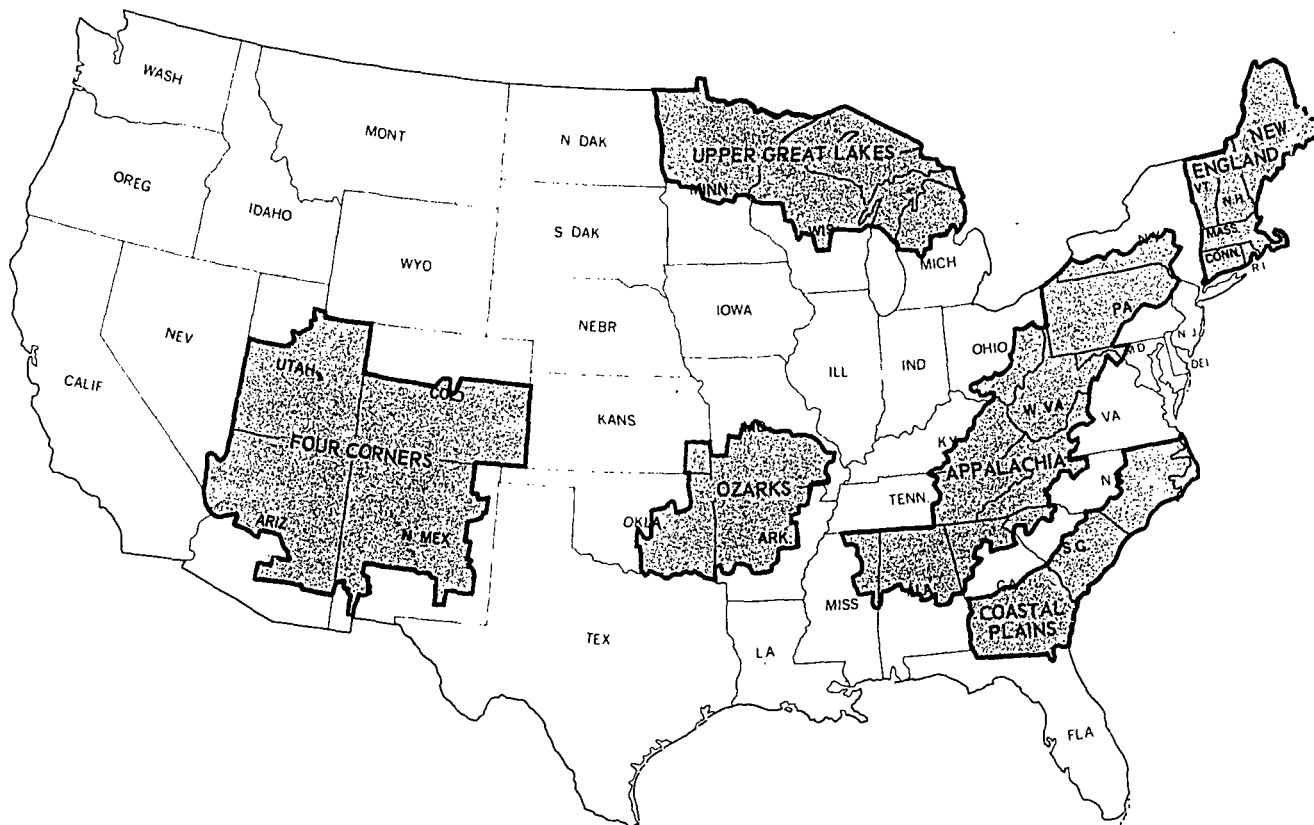 WASH
MONT
N DAK
OREG
IDAHO
S DAK
WYO
UPPER GREAT LAKES
MINN
WIS
MICH
NEW
ENGLAND
VT
N.H.
MASS
CONN
R I
N.Y.
PA
N J
M D
DEL
NEV
CALIF
NEBR
IOWA
ILL
IND
OHIO
UTAH
COLO
FOUR CORNERS
ARIZ
N MEX
KANS
MO
OZARKS
OKLA
ARK
KY
W VA
VA
APPALACHIA
TENN.
N
S.C.
GA
COASTAL
PLAINS
MISS
TEX
LA
FLA